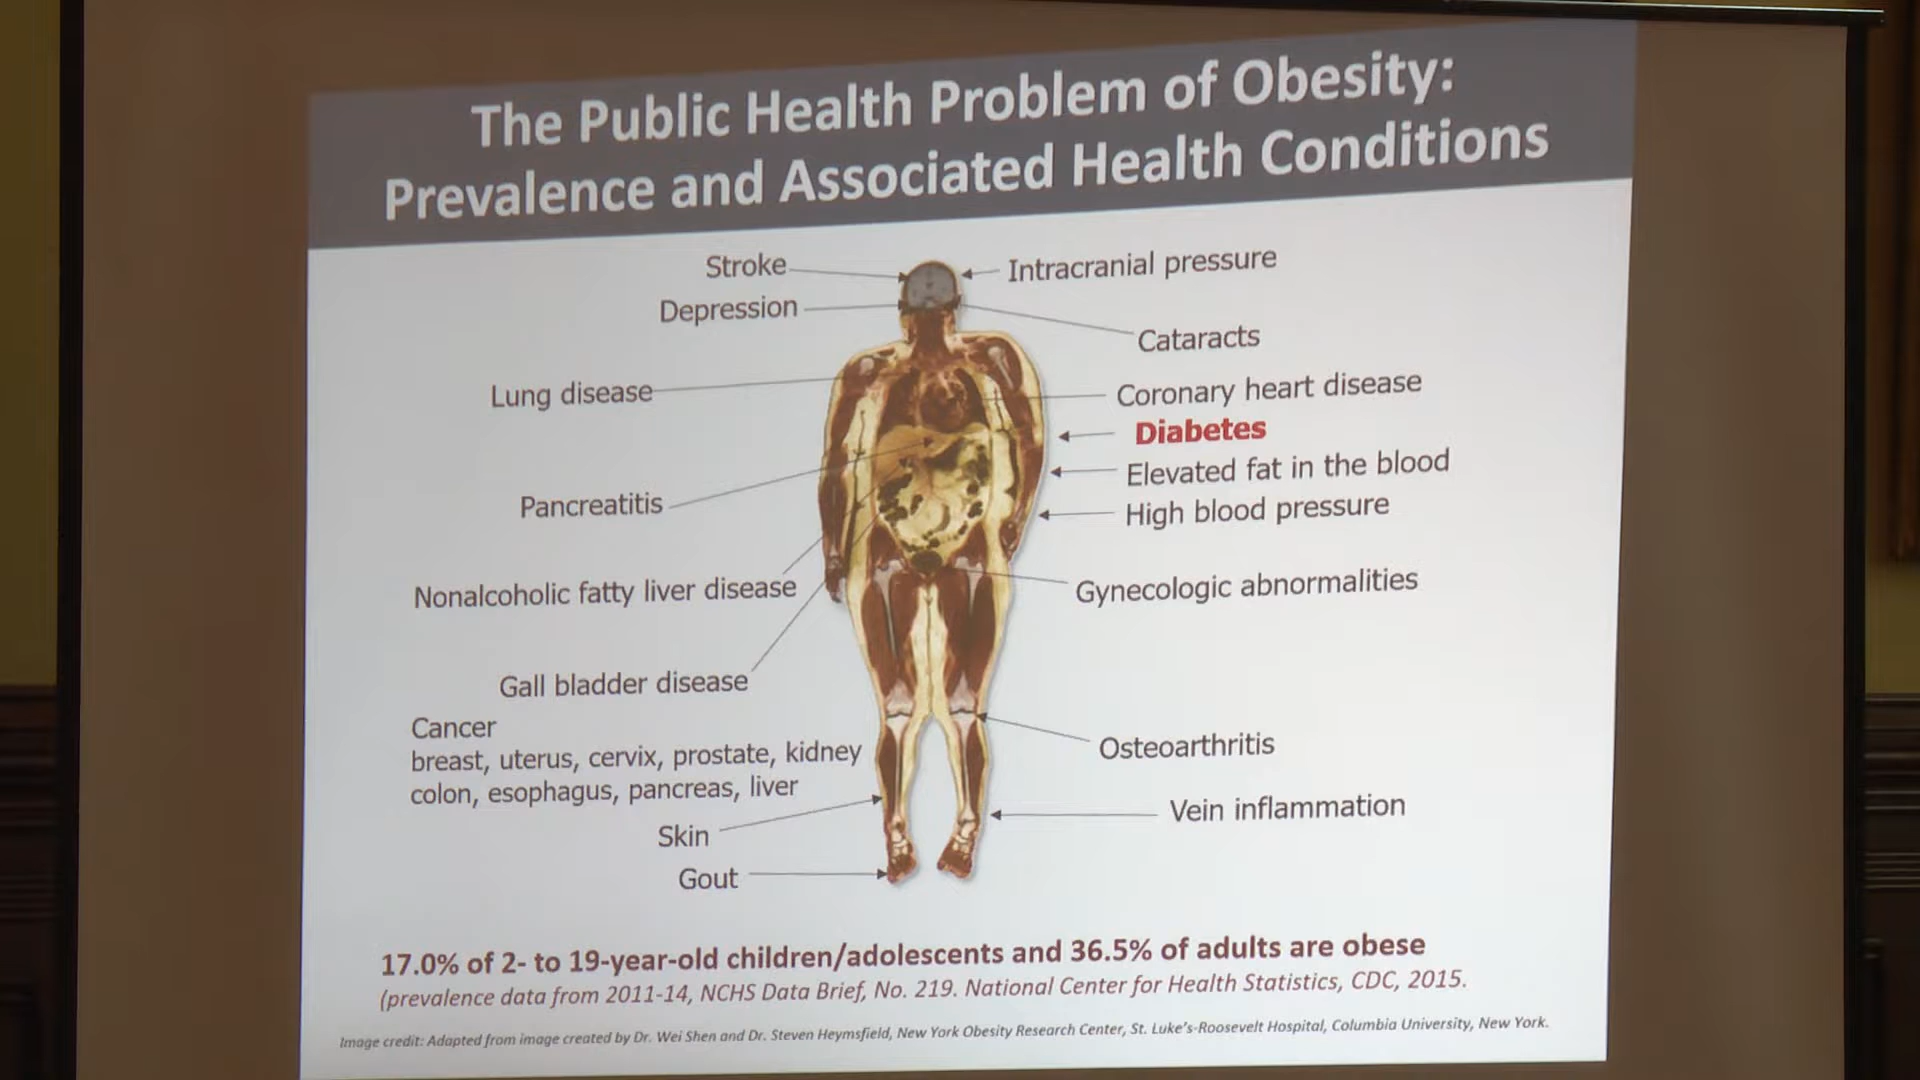 The Public Health Problem of Obesity:
Prevalence and Associated Health Conditions
Stroke
Intracranial pressure
Depression
Cataracts
Lung disease
Coronary heart disease
Diabetes
Elevated fat in the blood
Pancreatitis
High blood pressure
Nonalcoholic fatty liver disease
Gynecologic abnormalities
Gall bladder disease
Cancer
breast, uterus, cervix, prostate, kidney
colon, esophagus, pancreas, liver
Osteoarthritis
Skin
Vein inflammation
Gout
17.0% of 2- to 19-year-old children/adolescents and 36.5% of adults are obese
(prevalence data from 2011-14, NCHS Data Brief, No. 219. National Center for Health Statistics, CDC, 2015.
Image credit: Adapted from image created by Dr. Wei Shen and Dr. Steven Heymsfield, New York Obesity Research Center, St. Luke's-Roosevelt Hospital, Columbia University, New York.